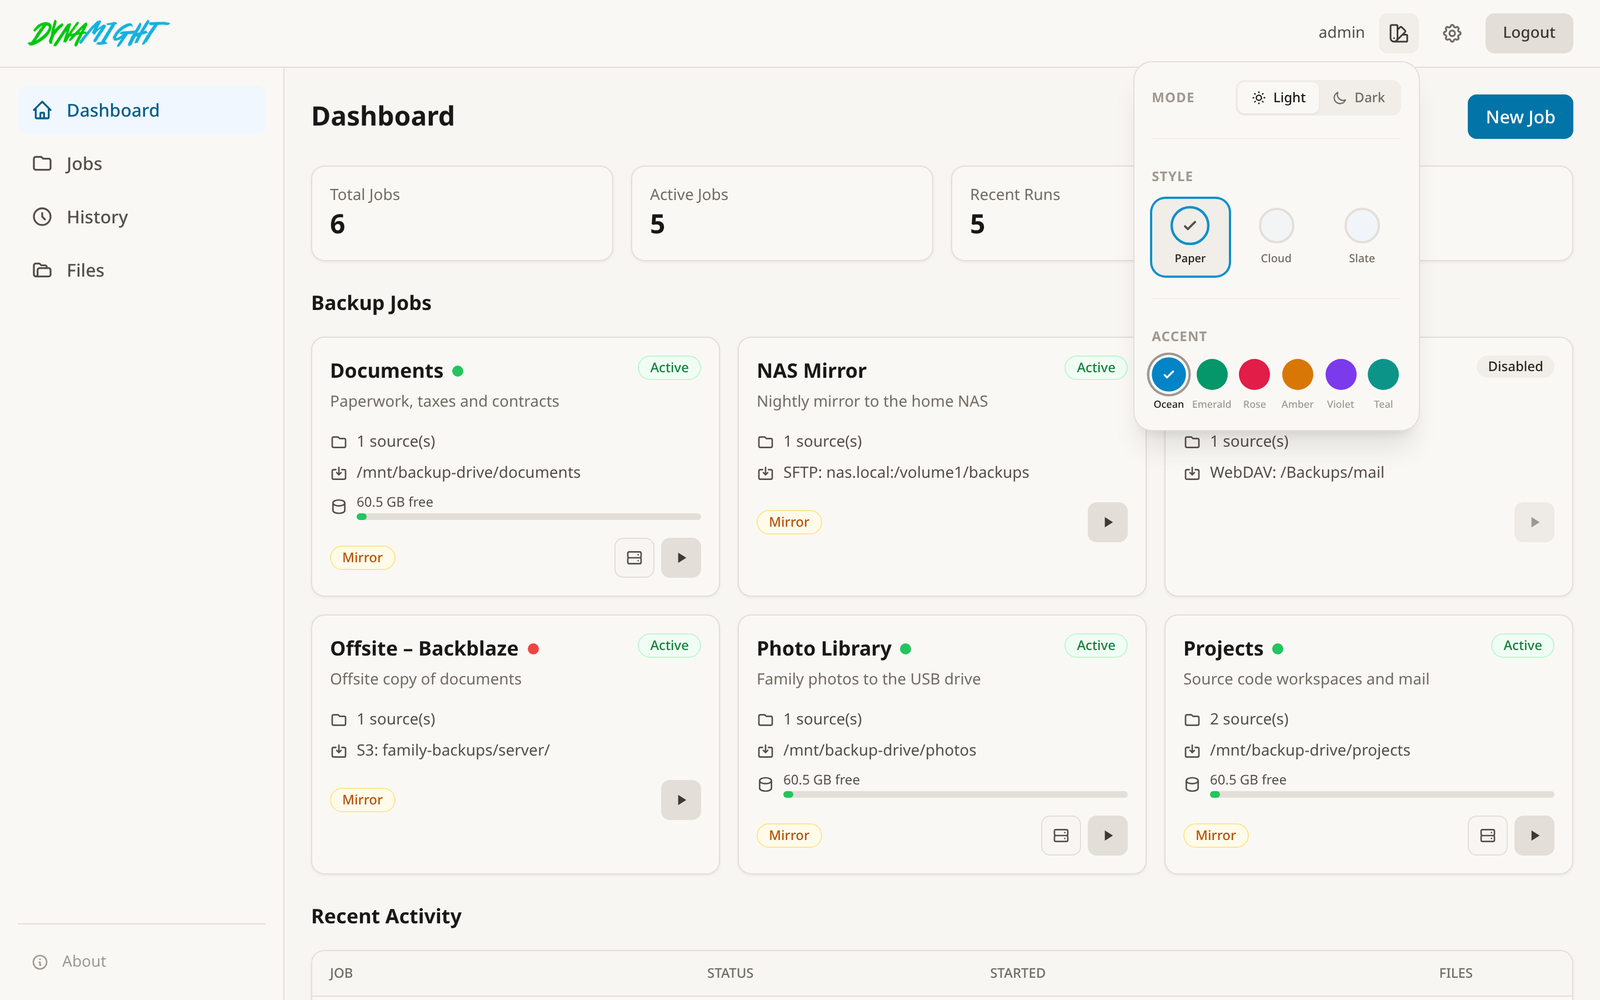 DYNAMIGHT
admin
Logout
Dashboard
Jobs
History
Files
About
Dashboard
New Job
MODE
Light
Dark
STYLE
Paper
Cloud
Slate
ACCENT
Ocean
Emerald
Rose
Amber
Violet
Teal
Total Jobs
6
Active Jobs
5
Recent Runs
5
Backup Jobs
Documents
Active
Paperwork, taxes and contracts
1 source(s)
/mnt/backup-drive/documents
60.5 GB free
Mirror
NAS Mirror
Active
Nightly mirror to the home NAS
1 source(s)
SFTP: nas.local:/volume1/backups
Mirror
Disabled
1 source(s)
WebDAV: /Backups/mail
Offsite – Backblaze
Active
Offsite copy of documents
1 source(s)
S3: family-backups/server/
Mirror
Photo Library
Active
Family photos to the USB drive
1 source(s)
/mnt/backup-drive/photos
60.5 GB free
Mirror
Projects
Active
Source code workspaces and mail
2 source(s)
/mnt/backup-drive/projects
60.5 GB free
Mirror
Recent Activity
JOB
STATUS
STARTED
FILES